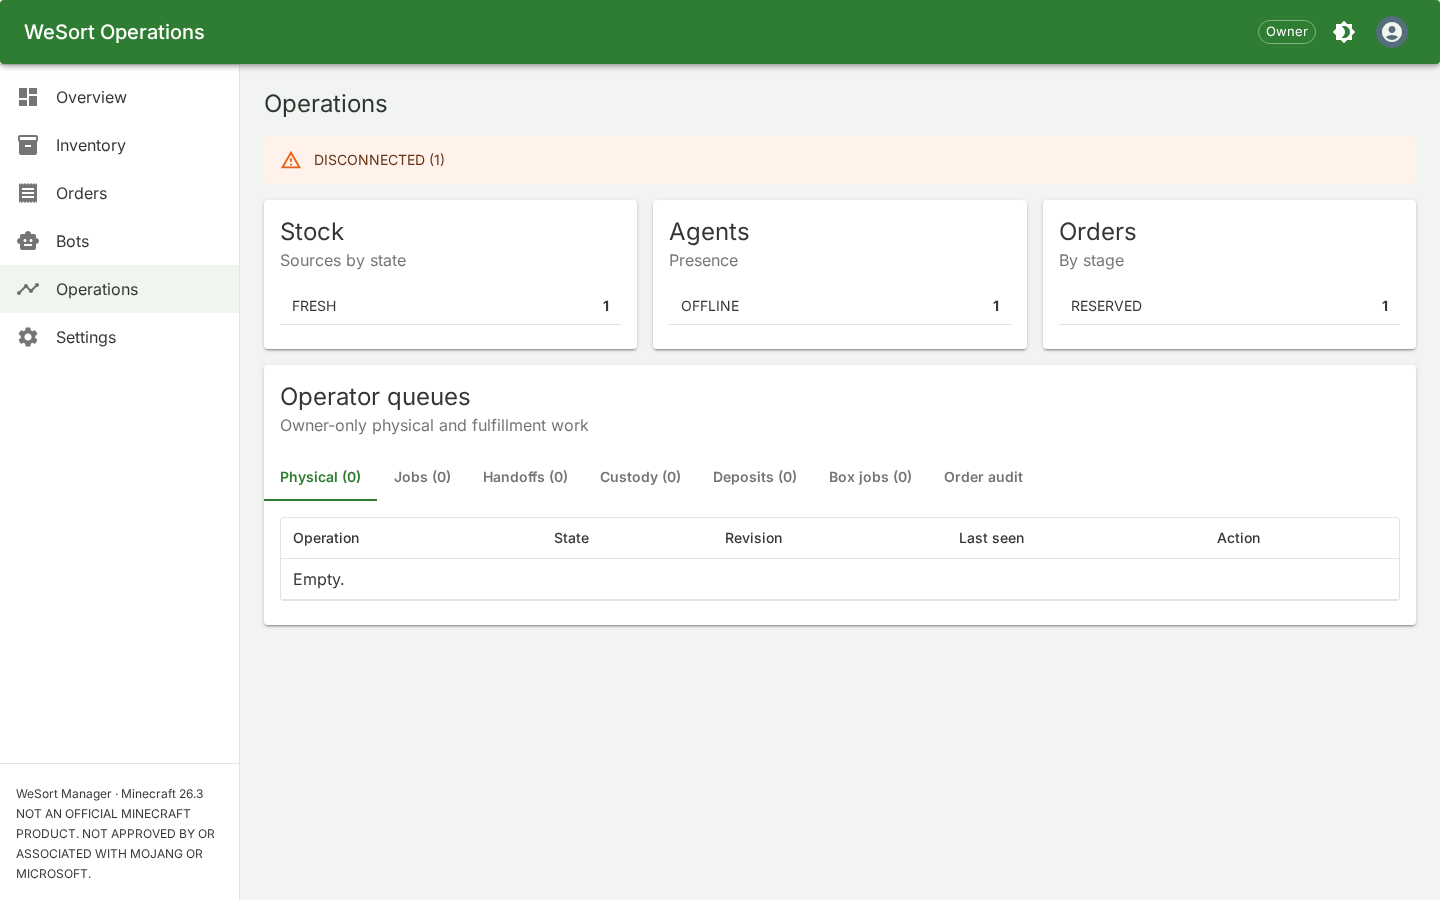 WeSort Operations
Owner
Overview
Inventory
Orders
Bots
Operations
Settings
WeSort Manager · Minecraft 26.3
NOT AN OFFICIAL MINECRAFT
PRODUCT. NOT APPROVED BY OR
ASSOCIATED WITH MOJANG OR
MICROSOFT.
Operations
DISCONNECTED (1)
Stock
Sources by state
FRESH 1
Agents
Presence
OFFLINE 1
Orders
By stage
RESERVED 1
Operator queues
Owner-only physical and fulfillment work
Physical (0) Jobs (0) Handoffs (0) Custody (0) Deposits (0) Box jobs (0) Order audit
Operation State Revision Last seen Action
Empty.